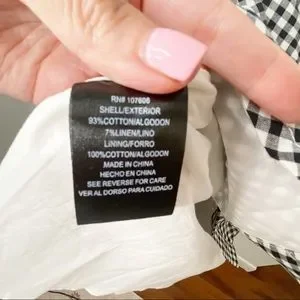 RN# 107606
SHELL/EXTERIOR
93%COTTON/ALGODON
7%LINEN/LINO
LINING/FORRO
100%COTTON/ALGODON
MADE IN CHINA
HECHO EN CHINA
SEE REVERSE FOR CARE
VER AL DORSO PARA CUIDADO